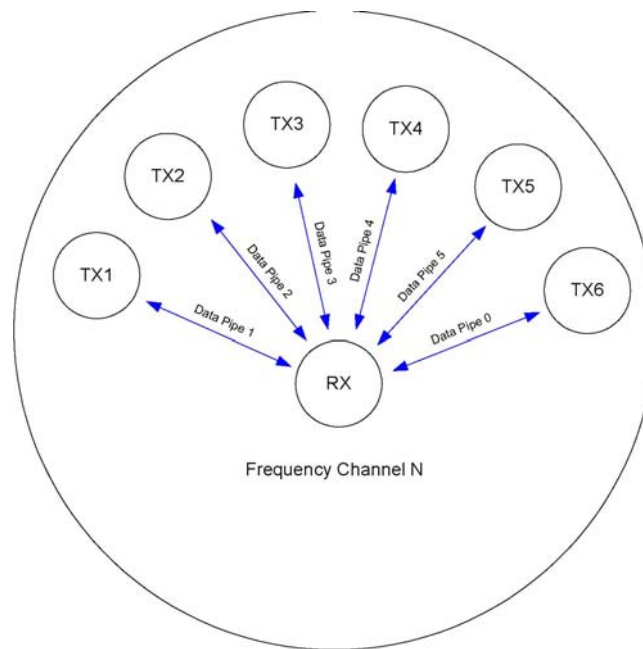 TX3
TX4
TX2
TX5
TX1
TX6
Data Pipe 1
Data Pipe 2
Data Pipe 3
Data Pipe 4
Data Pipe 5
Data Pipe 0
RX
Frequency Channel N